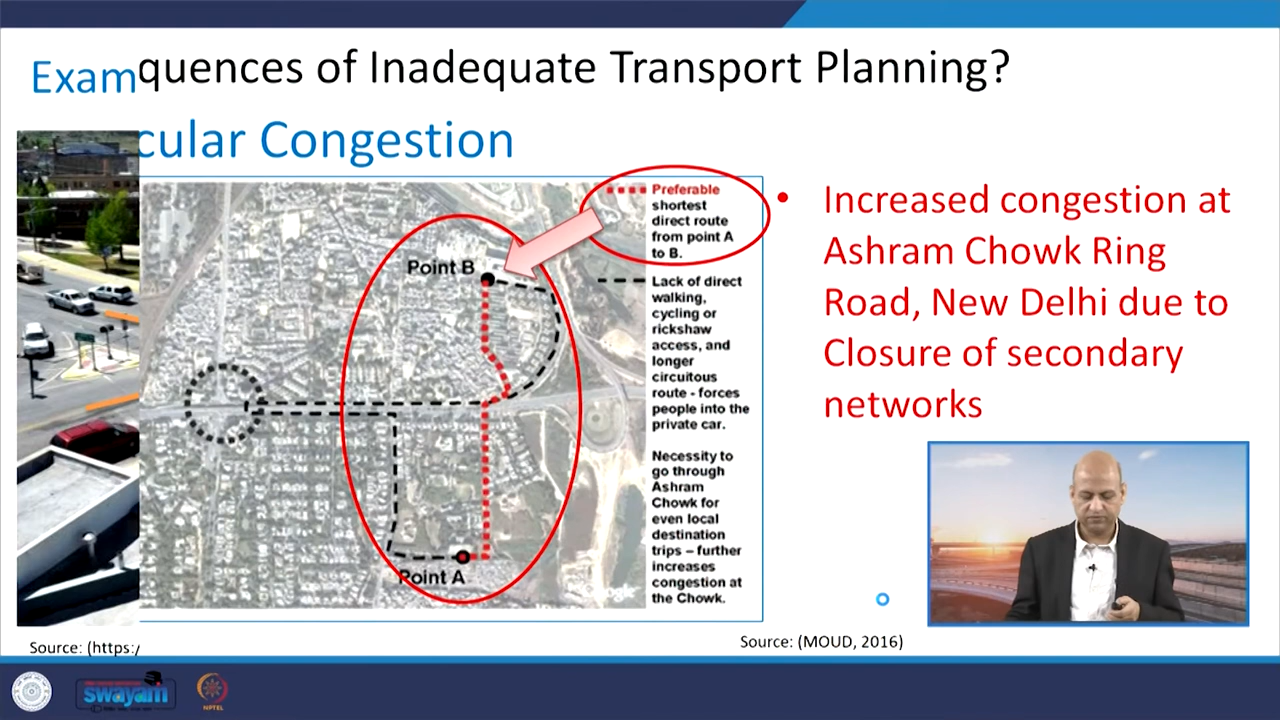 Exam
quences of Inadequate Transport Planning?
cular Congestion
Preferable
shortest
direct route
from point A
to B.
Lack of direct
walking,
cycling or
rickshaw
access, and
longer
circuitous
route - forces
people into the
private car.
Necessity to
go through
Ashram
Chowk for
even local
destination
trips – further
increases
congestion at
the Chowk.
Point B
Point A
• Increased congestion at
Ashram Chowk Ring
Road, New Delhi due to
Closure of secondary
networks
Source: (https:/
Source: (MOUD, 2016)
swayam
NPTEL